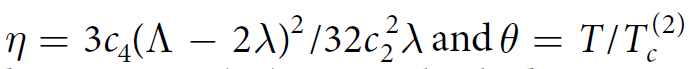 η = 3c₄(Λ − 2λ)²/32c₂²λ and θ = T/T_c^(2)